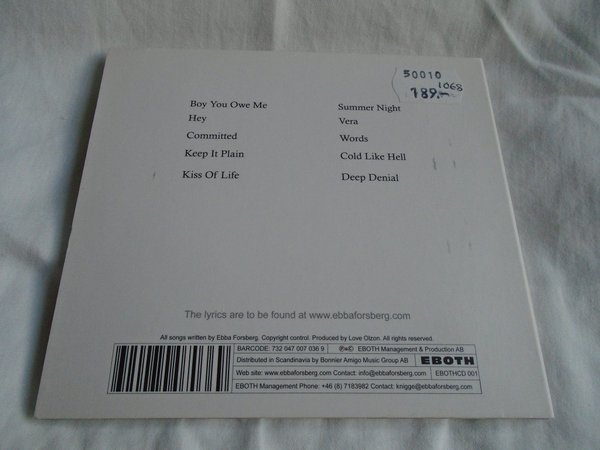 50010
1068
189:-
Boy You Owe Me
Hey
Committed
Keep It Plain
Kiss Of Life
Summer Night
Vera
Words
Cold Like Hell
Deep Denial
The lyrics are to be found at www.ebbaforsberg.com
All songs written by Ebba Forsberg. Copyright control. Produced by Love Olzon. All rights reserved.
BARCODE: 732 047 007 036 9
℗&© EBOTH Management & Production AB
Distributed in Scandinavia by Bonnier Amigo Music Group AB
EBOTH
Web site: www.ebbaforsberg.com Contact: info@ebbaforsberg.com
EBOTHCD 001
EBOTH Management Phone: +46 (8) 7183982 Contact: knigge@ebbaforsberg.com